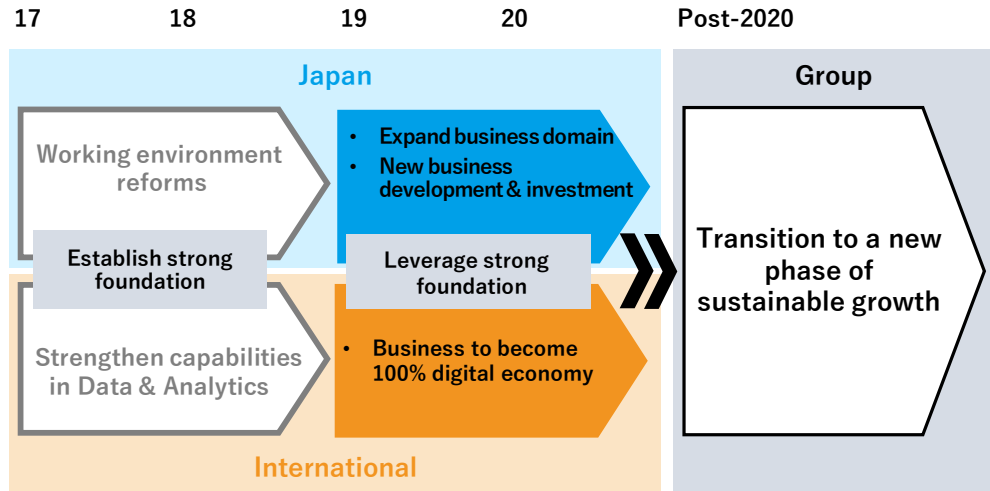 17 18 19 20 Post-2020
Japan
Group
Working environment
reforms
• Expand business domain
• New business
development & investment
Establish strong
foundation
Leverage strong
foundation
Transition to a new
phase of
sustainable growth
Strengthen capabilities
in Data & Analytics
• Business to become
100% digital economy
International